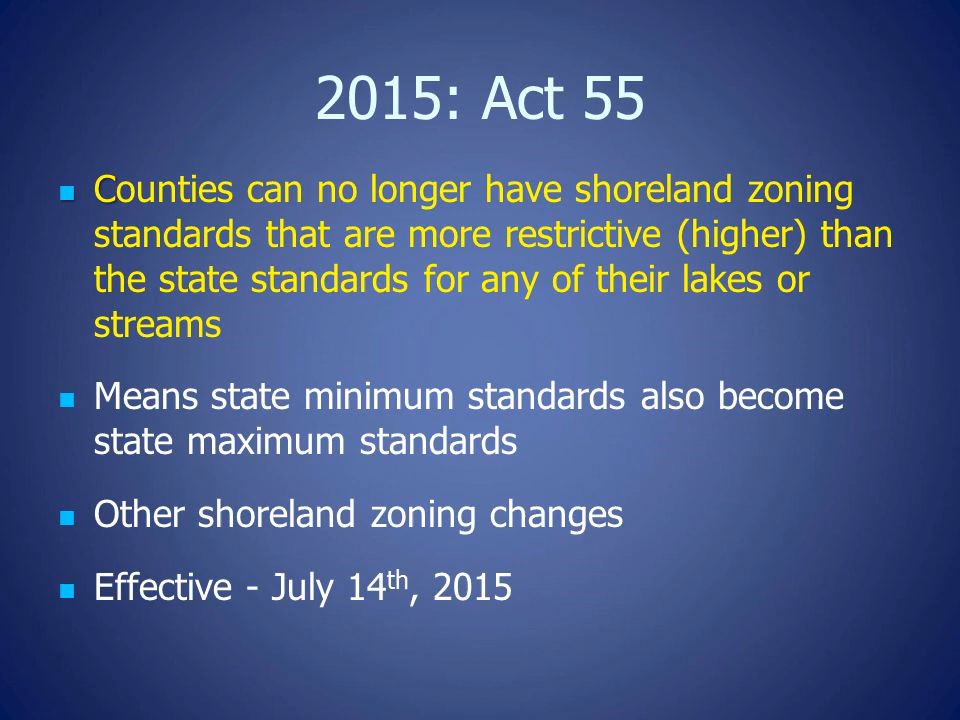 2015: Act 55
▪ Counties can no longer have shoreland zoning
standards that are more restrictive (higher) than
the state standards for any of their lakes or
streams
▪ Means state minimum standards also become
state maximum standards
▪ Other shoreland zoning changes
▪ Effective - July 14th, 2015